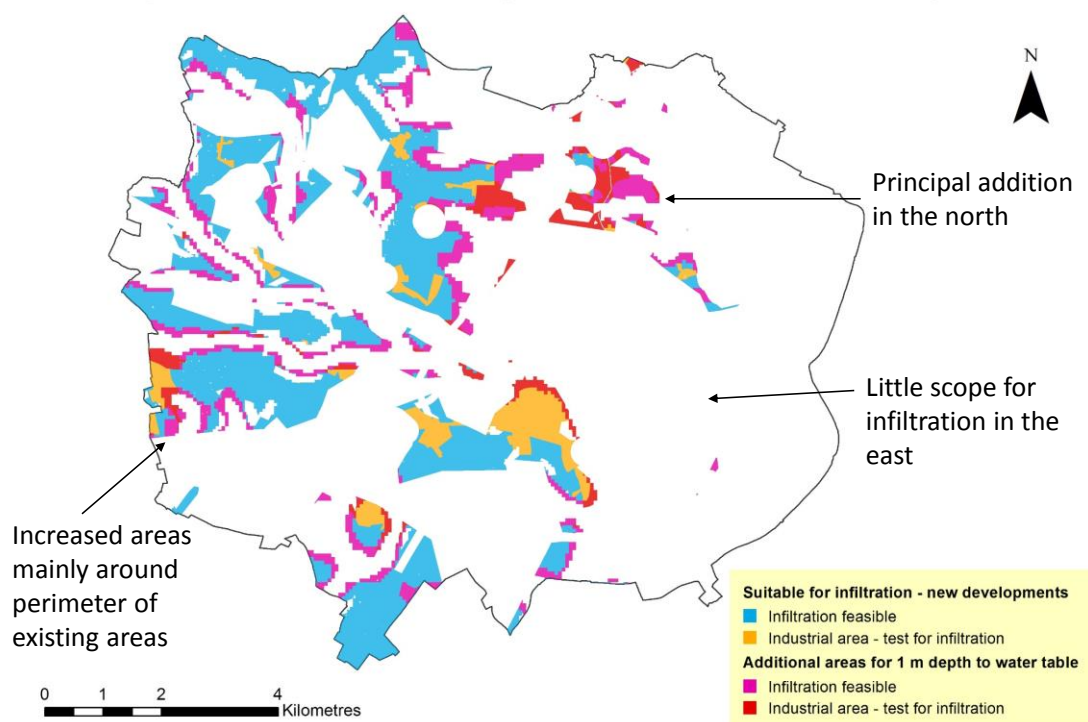 N
Principal addition
in the north
Little scope for
infiltration in the
east
Increased areas
mainly around
perimeter of
existing areas
Suitable for infiltration - new developments
Infiltration feasible
Industrial area - test for infiltration
Additional areas for 1 m depth to water table
Infiltration feasible
Industrial area - test for infiltration
0 1 2 4
Kilometres